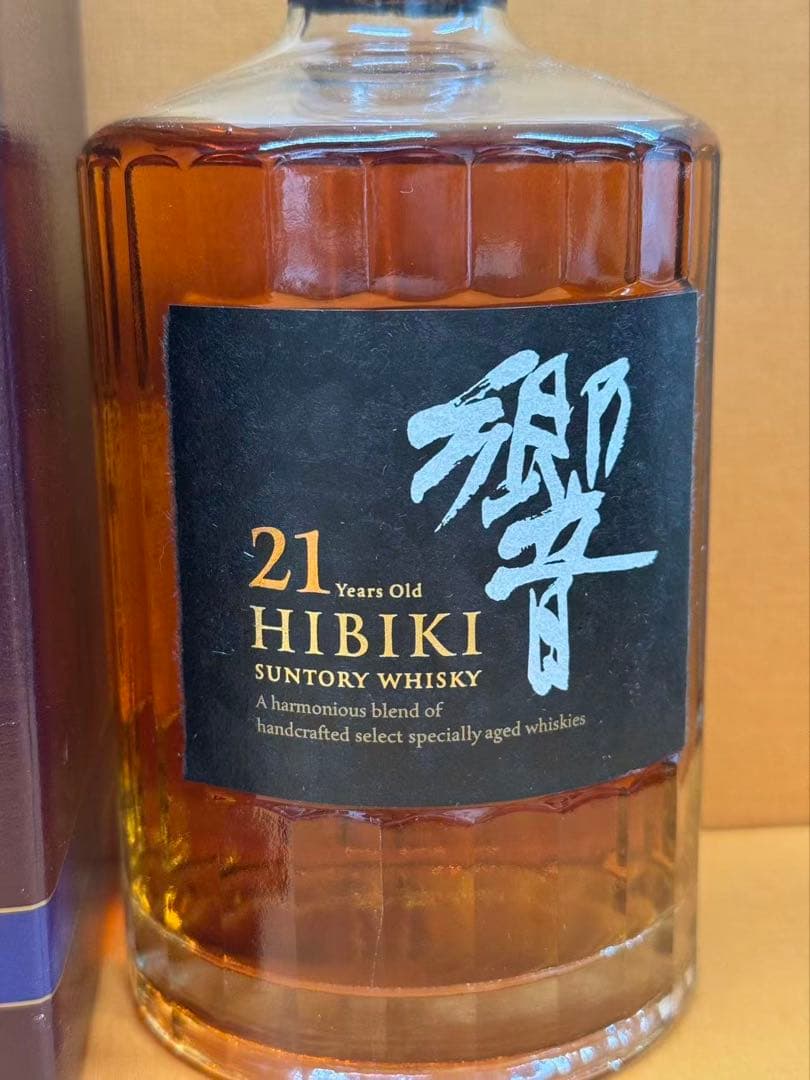 響
21 Years Old
HIBIKI
SUNTORY WHISKY
A harmonious blend of
handcrafted select specially aged whiskies